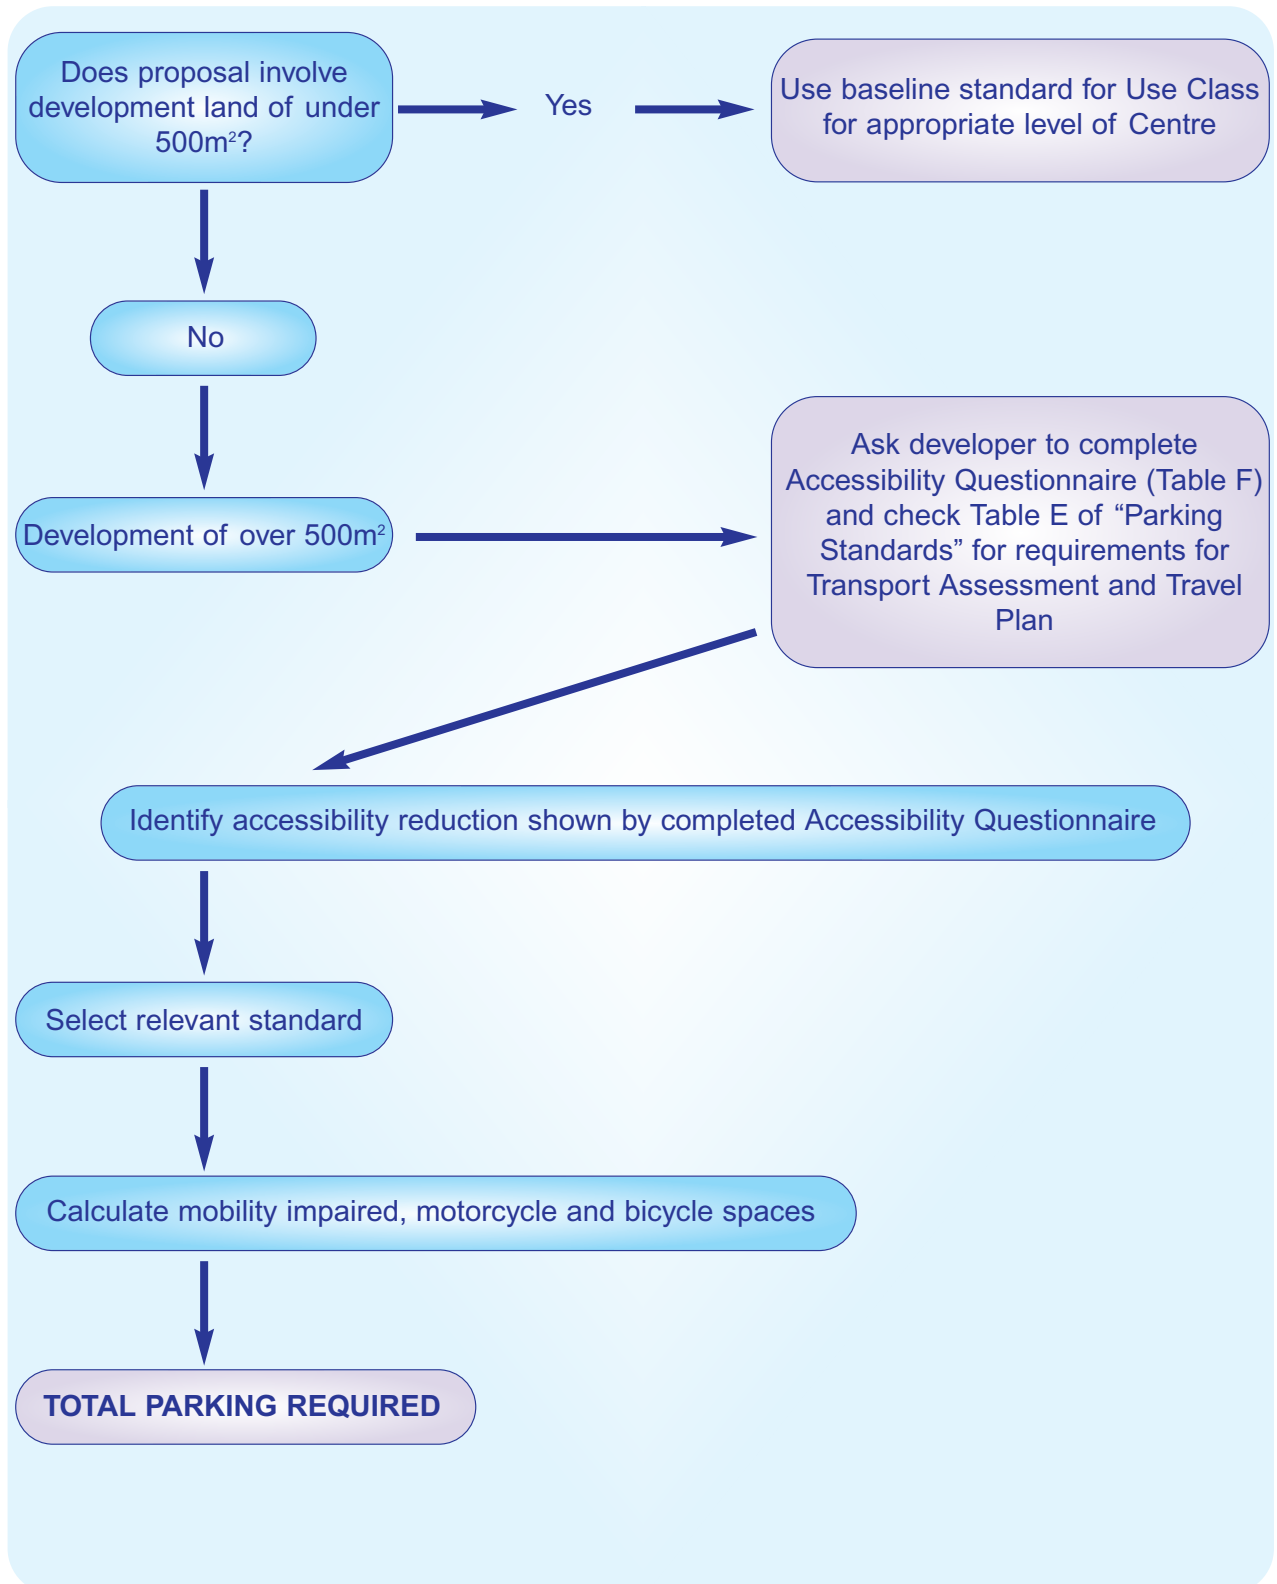 Does proposal involve
development land of under
500m²?
Yes
Use baseline standard for Use Class
for appropriate level of Centre
No
Development of over 500m²
Ask developer to complete
Accessibility Questionnaire (Table F)
and check Table E of “Parking
Standards” for requirements for
Transport Assessment and Travel
Plan
Identify accessibility reduction shown by completed Accessibility Questionnaire
Select relevant standard
Calculate mobility impaired, motorcycle and bicycle spaces
TOTAL PARKING REQUIRED